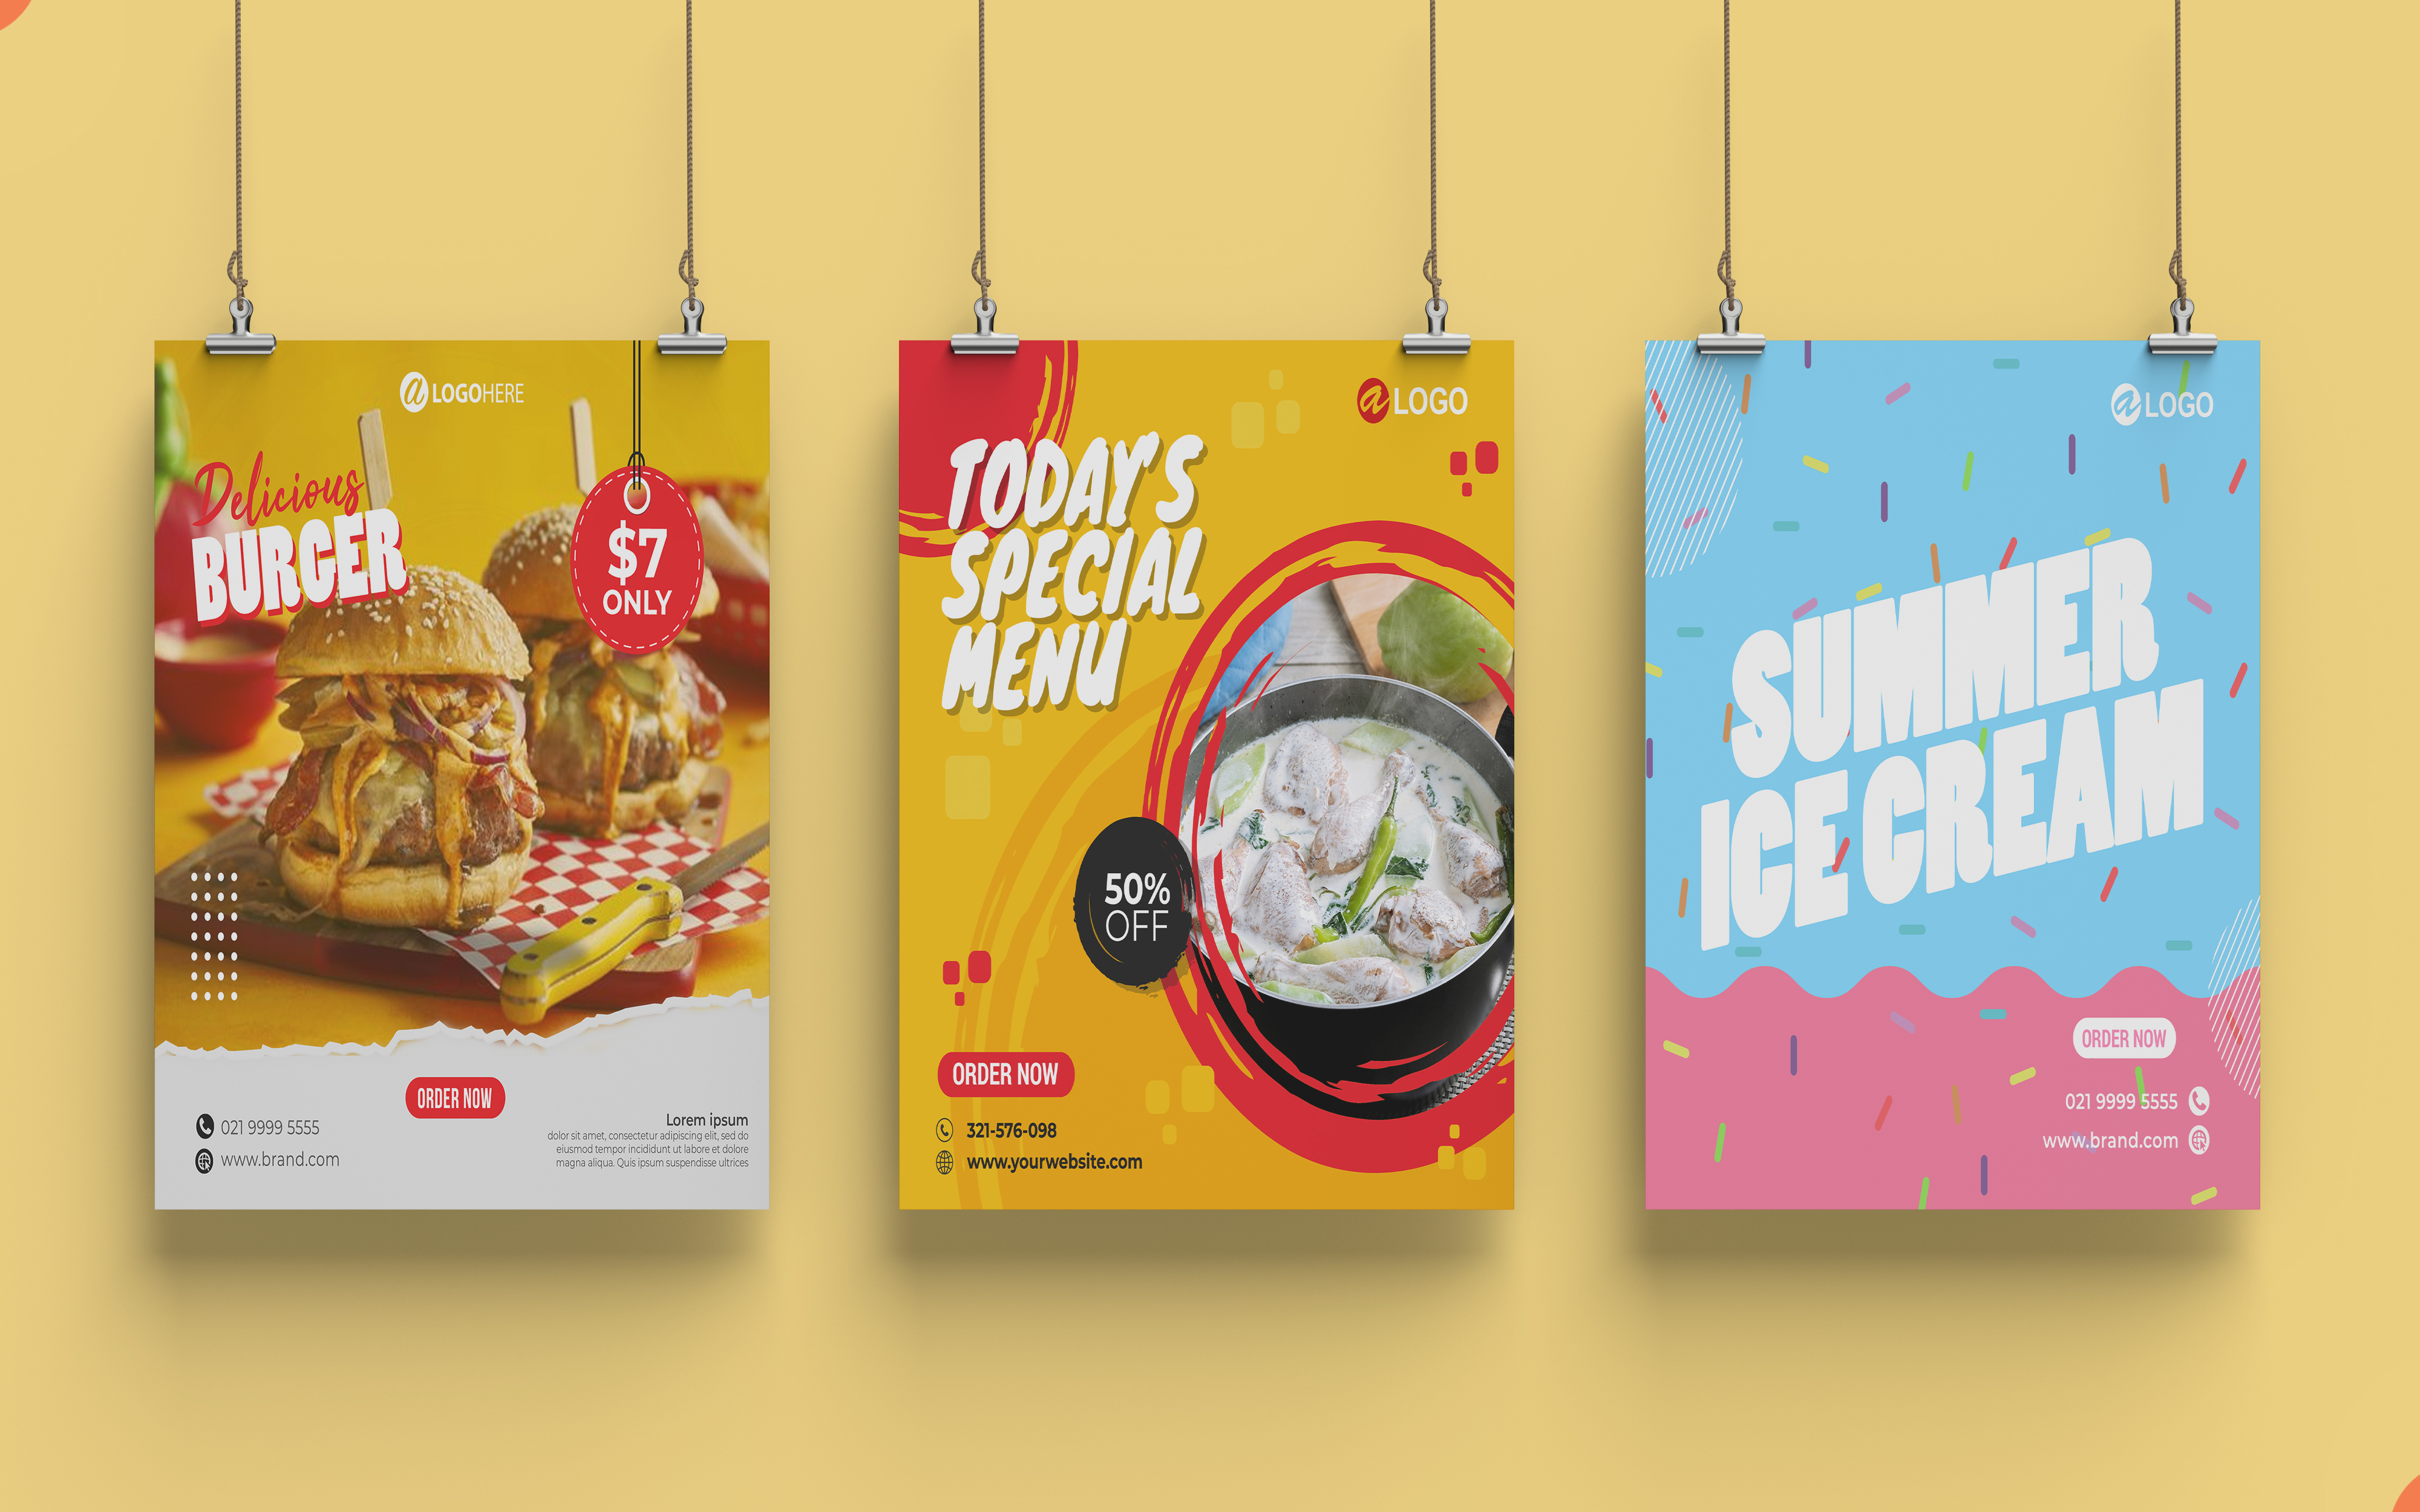 a LOGOHERE
Delicious
BURGER
$7
ONLY
ORDER NOW
021 9999 5555
www.brand.com
Lorem ipsum
dolor sit amet, consectetur adipiscing elit, sed do
eiusmod tempor incididunt ut labore et dolore
magna aliqua. Quis ipsum suspendisse ultrices
a LOGO
TODAY'S
SPECIAL
MENU
50%
OFF
ORDER NOW
321-576-098
www.yourwebsite.com
a LOGO
SUMMER
ICE CREAM
ORDER NOW
021 9999 5555
www.brand.com